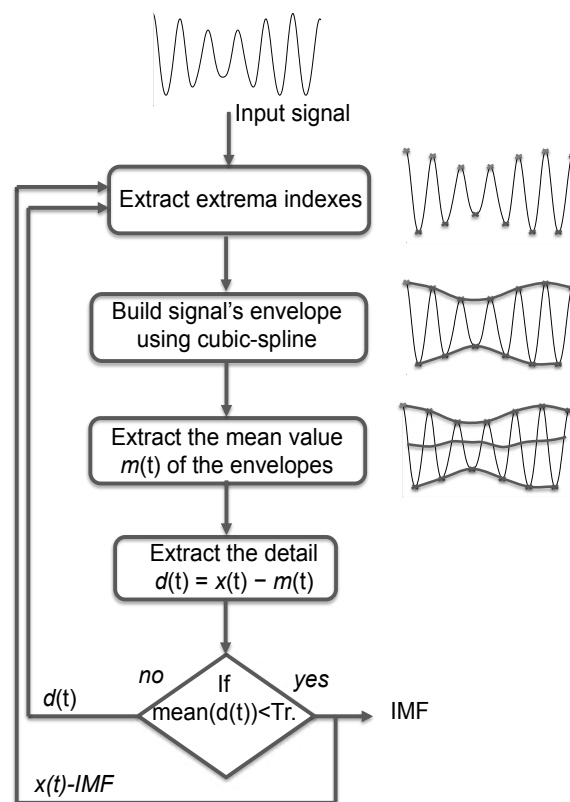 Input signal
Extract extrema indexes
Build signal's envelope
using cubic-spline
Extract the mean value
m(t) of the envelopes
Extract the detail
d(t) = x(t) − m(t)
no
If
yes
mean(d(t))<Tr.
d(t)
IMF
x(t)-IMF